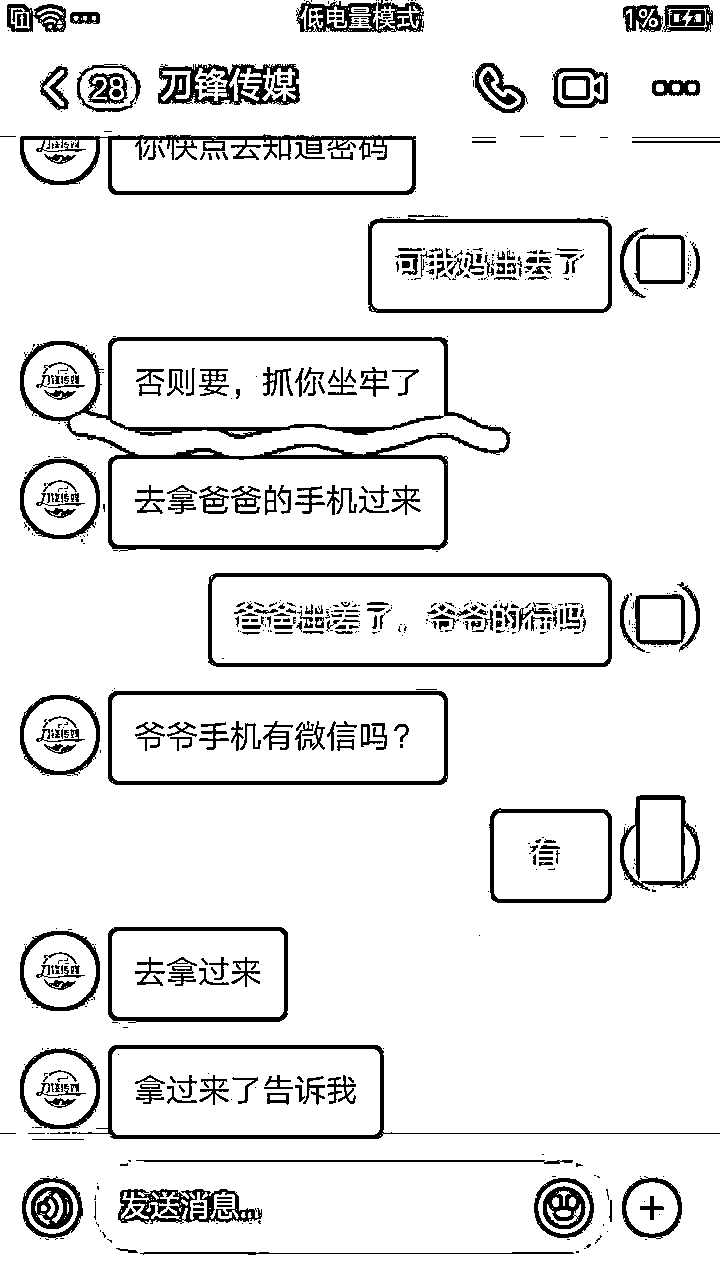 低电量模式
1%
28
刀锋传媒
你快点去知道密码
可我妈出去了
否则要，抓你坐牢了
去拿爸爸的手机过来
爸爸出差了。爷爷的行吗
爷爷手机有微信吗？
有
去拿过来
拿过来了告诉我
发送消息...